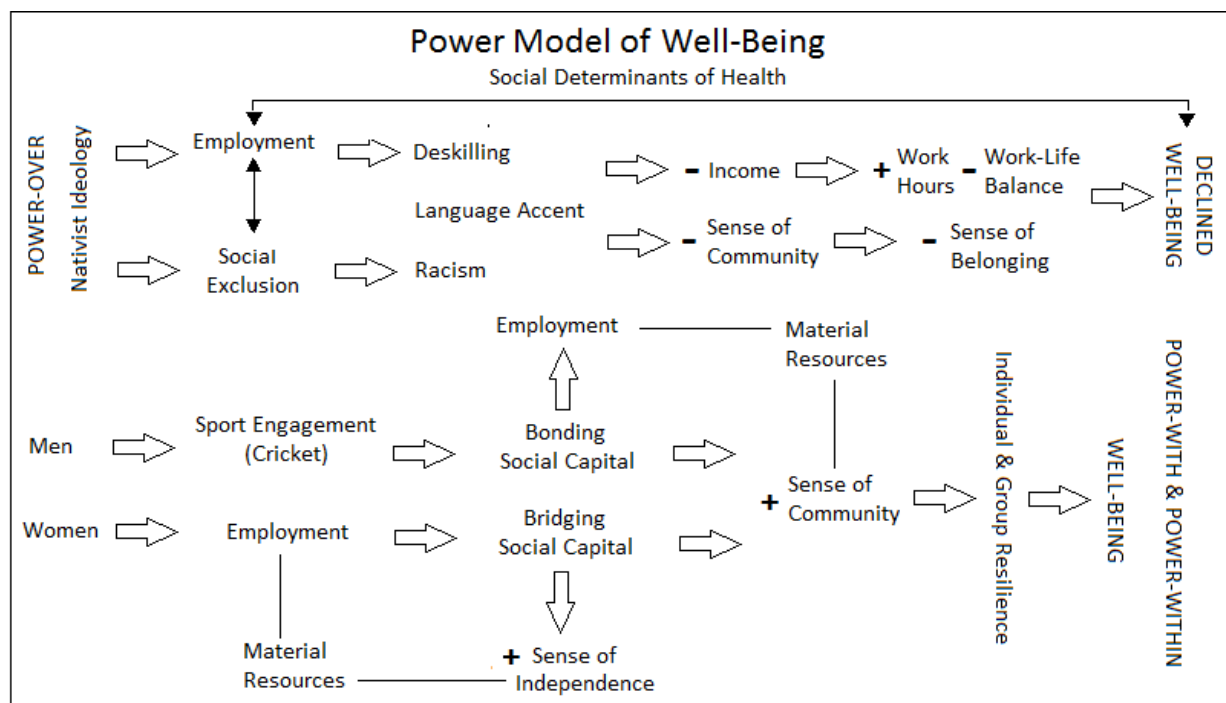 Power Model of Well-Being
Social Determinants of Health
POWER-OVER
Nativist Ideology
Employment
Social
Exclusion
Deskilling
Language Accent
Racism
- Income
+ Work
Hours
- Work-Life
Balance
- Sense of
Community
- Sense of
Belonging
DECLINED
WELL-BEING
Employment
Material
Resources
Men
Sport Engagement
(Cricket)
Bonding
Social Capital
Women
Employment
Bridging
Social Capital
+ Sense of
Community
Individual & Group Resilience
WELL-BEING
POWER-WITH & POWER-WITHIN
Material
Resources
+ Sense of
Independence